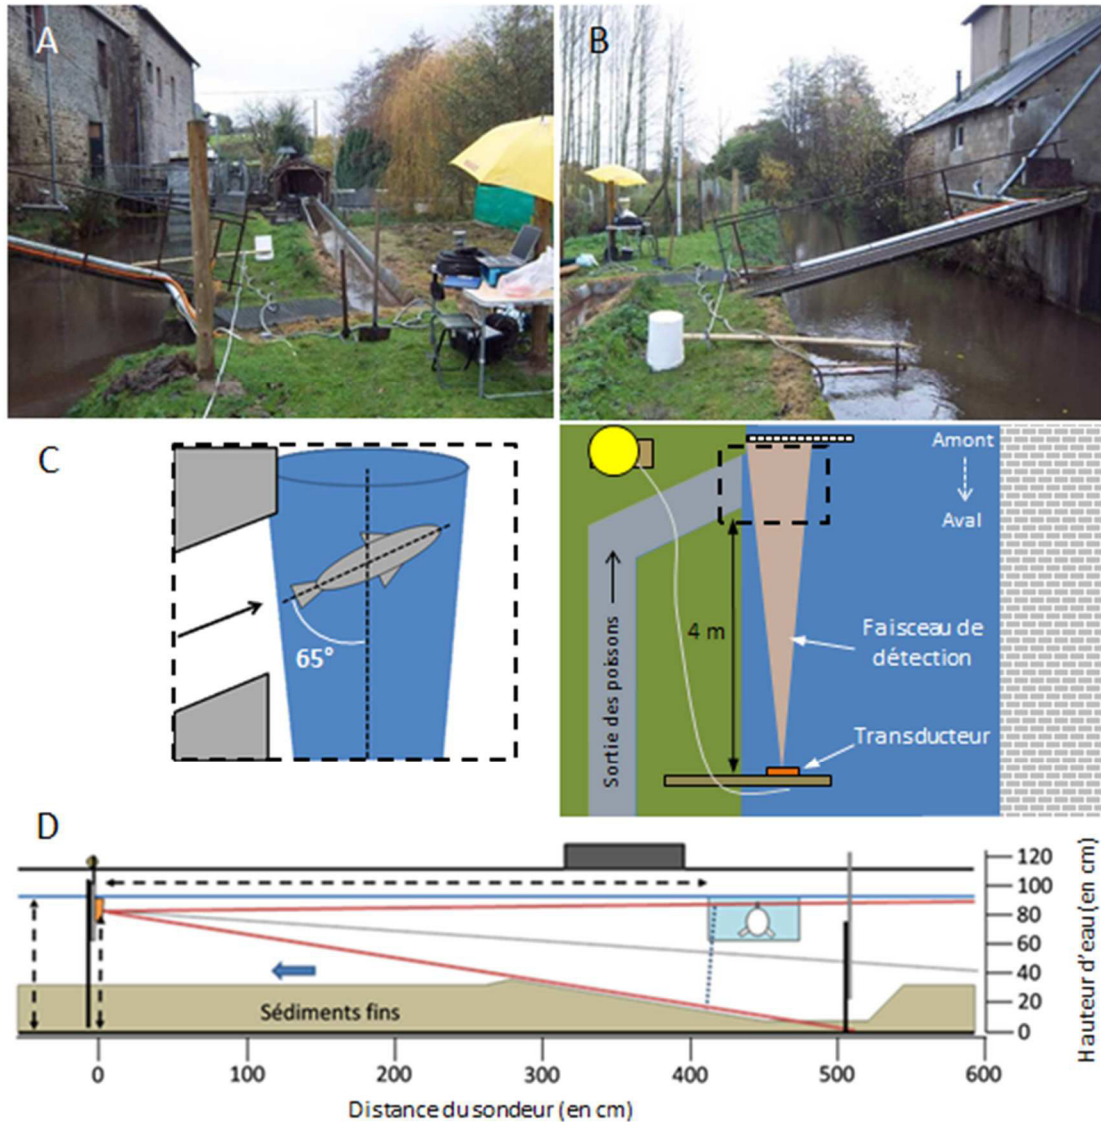 A
B
C
65°
Amont
Aval
4 m
Sortie des poissons
Faisceau de
détection
Transducteur
D
120
100
80
60
40
20
0
Hauteur d'eau (en cm)
Sédiments fins
0
100
200
300
400
500
600
Distance du sondeur (en cm)